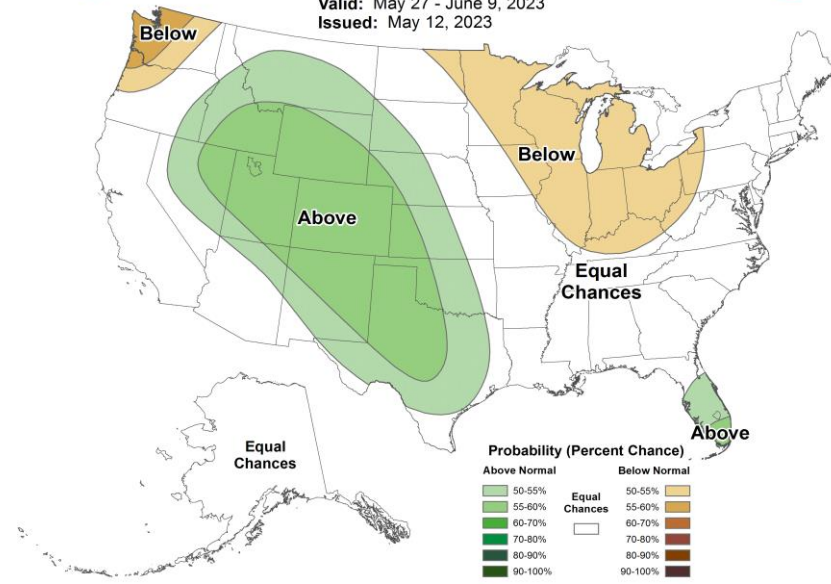 Valid: May 27 - June 9, 2023
Issued: May 12, 2023
Below
Below
Above
Equal
Chances
Above
Equal
Chances
Probability (Percent Chance)
Above Normal
Below Normal
Equal
Chances
50-55%
55-60%
60-70%
70-80%
80-90%
90-100%
50-55%
55-60%
60-70%
70-80%
80-90%
90-100%